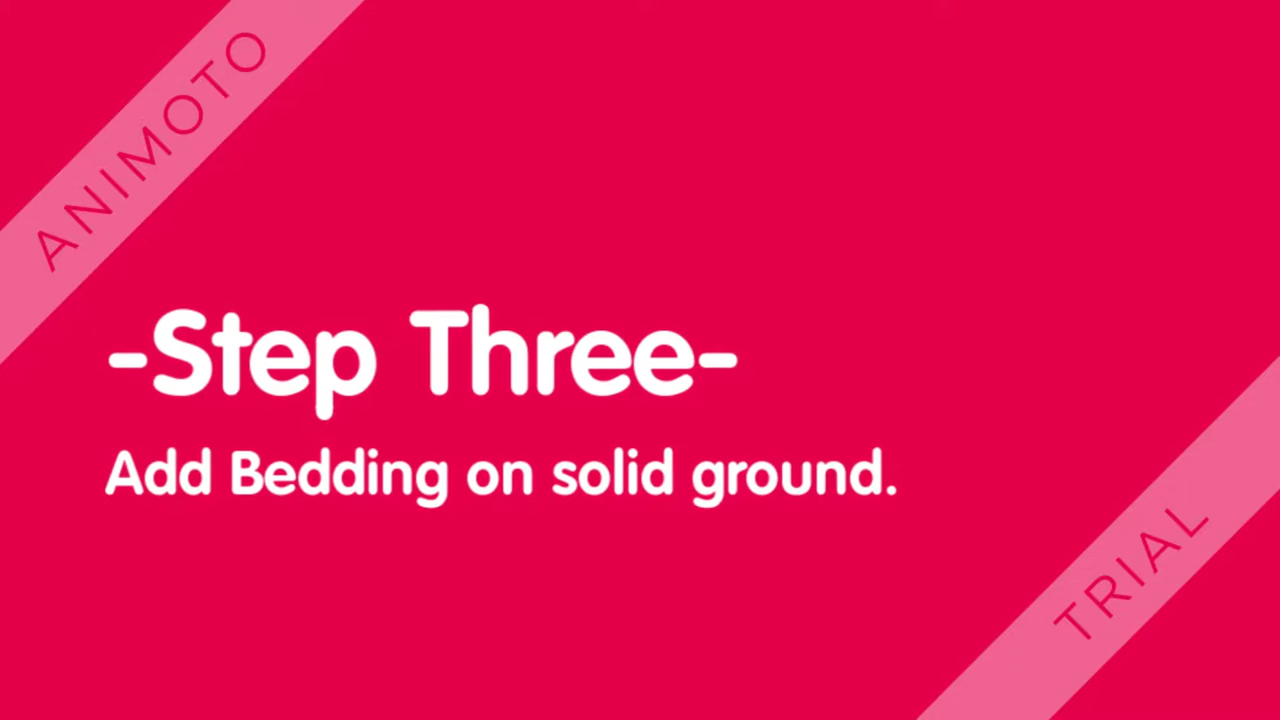 ANIMOTO
-Step Three-
Add Bedding on solid ground.
TRIAL